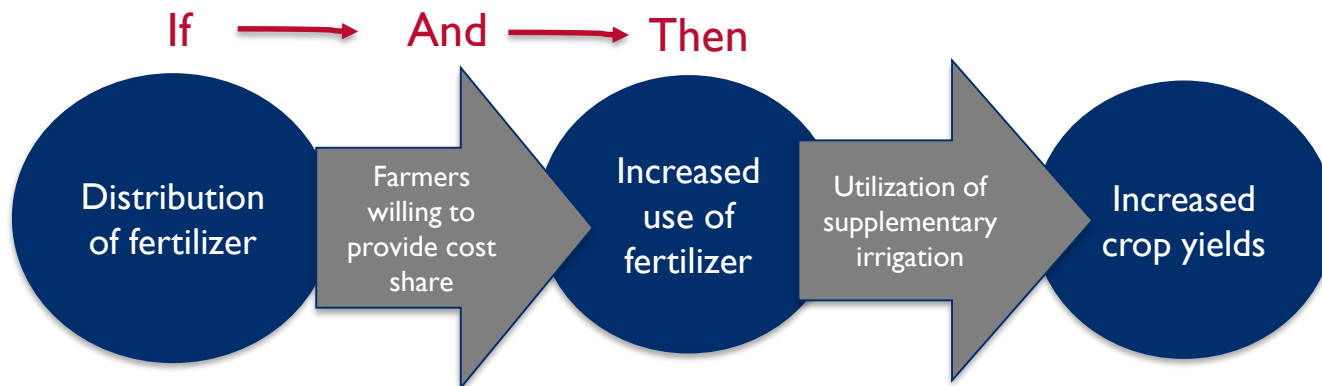 If And Then
Distribution
of fertilizer
Farmers
willing to
provide cost
share
Increased
use of
fertilizer
Utilization of
supplementary
irrigation
Increased
crop yields